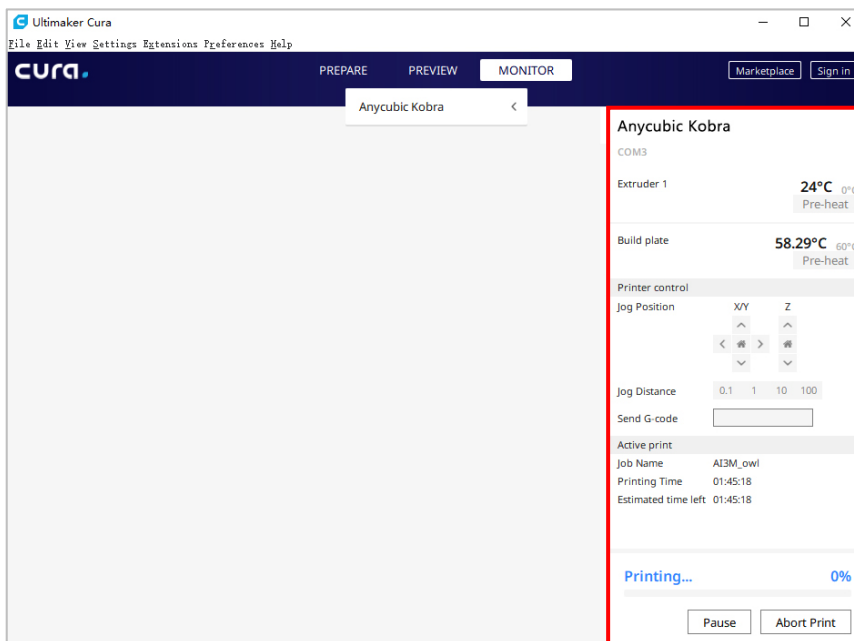 Ultimaker Cura
File Edit View Settings Extensions Preferences Help
cura.
PREPARE PREVIEW MONITOR
Marketplace Sign in
Anycubic Kobra
Anycubic Kobra
COM3
Extruder 1 24°C 0°C
Pre-heat
Build plate 58.29°C 60°C
Pre-heat
Printer control
Jog Position X/Y Z
Jog Distance 0.1 1 10 100
Send G-code
Active print
Job Name AI3M_owl
Printing Time 01:45:18
Estimated time left 01:45:18
Printing... 0%
Pause Abort Print